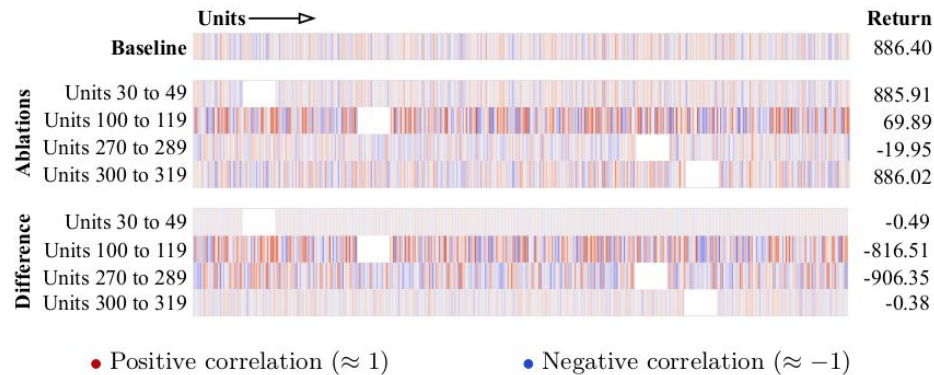 Units Return
Baseline 886.40
Ablations
Units 30 to 49 885.91
Units 100 to 119 69.89
Units 270 to 289 -19.95
Units 300 to 319 886.02
Difference
Units 30 to 49 -0.49
Units 100 to 119 -816.51
Units 270 to 289 -906.35
Units 300 to 319 -0.38
Positive correlation (≈ 1) Negative correlation (≈ −1)